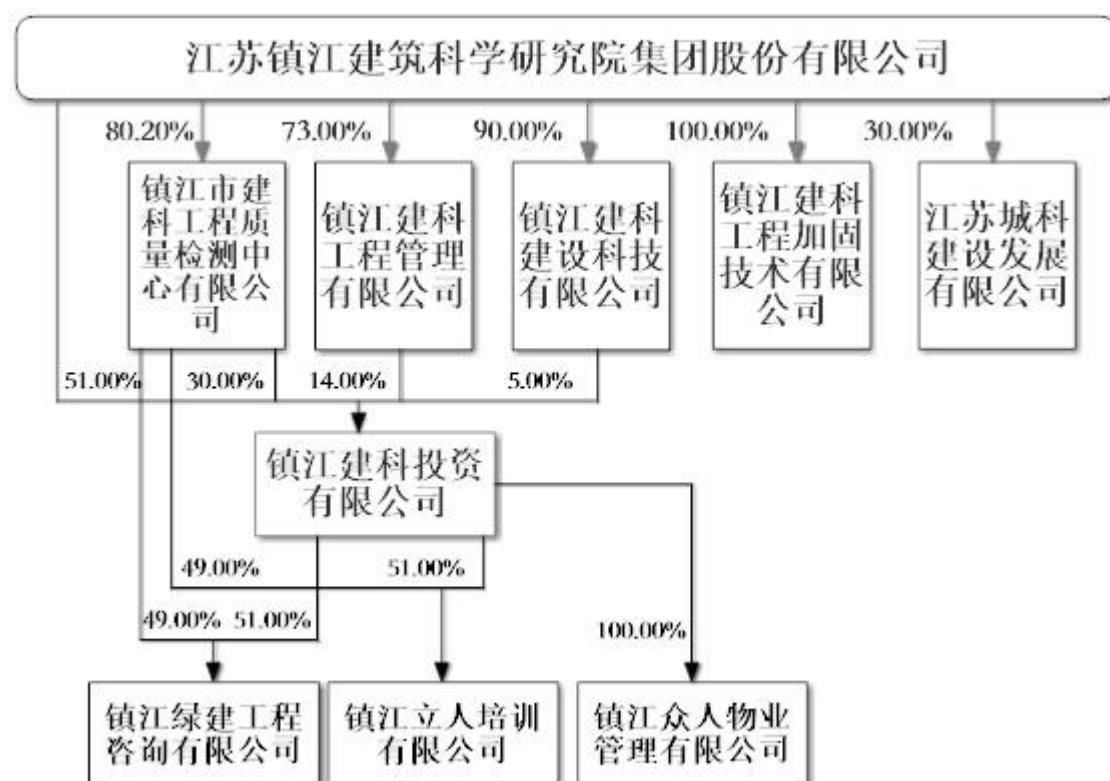 江苏镇江建筑科学研究院集团股份有限公司
80.20%
73.00%
90.00%
100.00%
30.00%
镇江市建
科工程质
量检测中
心有限公
司
镇江建科
工程管理
有限公司
镇江建科
建设科技
有限公司
镇江建科
工程加固
技术有限
公司
江苏城科
建设发展
有限公司
51.00%
30.00%
14.00%
5.00%
镇江建科投资
有限公司
49.00%
51.00%
49.00%
51.00%
100.00%
镇江绿建工程
咨询有限公司
镇江立人培训
有限公司
镇江众人物业
管理有限公司